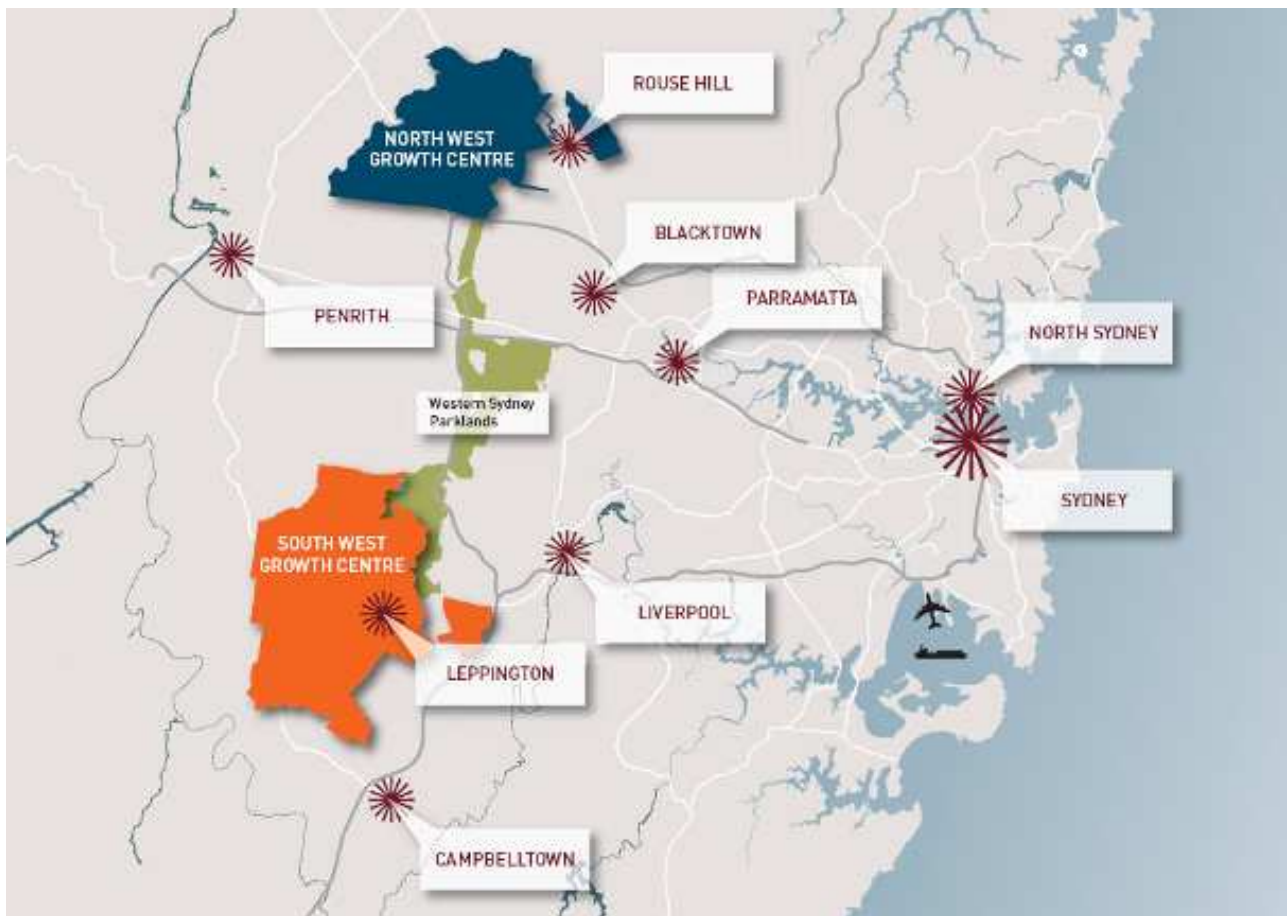 ROUSE HILL
NORTH WEST
GROWTH CENTRE
BLACKTOWN
PARRAMATTA
PENRITH
NORTH SYDNEY
Western Sydney
Parklands
SYDNEY
SOUTH WEST
GROWTH CENTRE
LIVERPOOL
LEPPINGTON
CAMPBELLTOWN